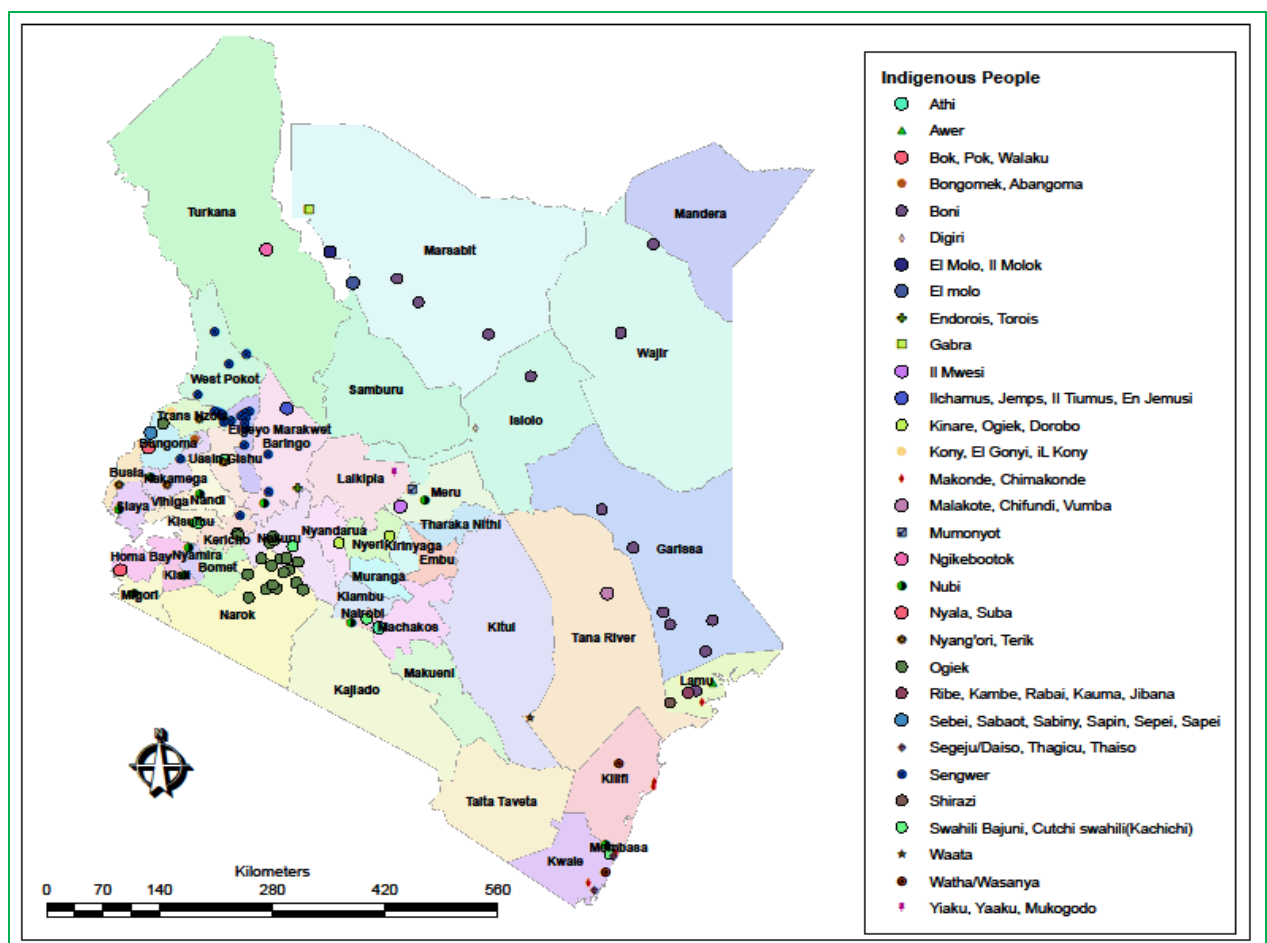 Indigenous People
Athi
Awer
Bok, Pok, Walaku
Bongomek, Abangoma
Boni
Digiri
El Molo, Il Molok
El molo
Endorois, Torois
Gabra
Il Mwesi
Ilchamus, Jemps, Il Tiumus, En Jemusi
Kinare, Ogiek, Dorobo
Kony, El Gonyi, iL Kony
Makonde, Chimakonde
Malakote, Chifundi, Vumba
Mumonyot
Ngikebootok
Nubi
Nyala, Suba
Nyang'ori, Terik
Ogiek
Ribe, Kambe, Rabai, Kauma, Jibana
Sebei, Sabaot, Sabiny, Sapin, Sepei, Sapei
Segeju/Daiso, Thagicu, Thaiso
Sengwer
Shirazi
Swahili Bajuni, Cutchi swahili(Kachichi)
Waata
Watha/Wasanya
Yiaku, Yaaku, Mukogodo
Turkana
Mandera
Marsabit
Wajir
West Pokot
Samburu
Isiolo
Trans Nzoia
Elgeyo Marakwet
Bungoma
Baringo
Uasin Gishu
Busia
Kakamega
Laikipia
Meru
Siaya
Vihiga
Nandi
Kisumu
Nyandarua
Tharaka Nithi
Kericho
Nakuru
Nyeri
Kirinyaga
Garissa
Homa Bay
Nyamira
Embu
Kisii
Bomet
Muranga
Migori
Kiambu
Narok
Nairobi
Machakos
Kitui
Tana River
Makueni
Lamu
Kajiado
N
Kilifi
Taita Taveta
Mombasa
Kwale
Kilometers
0 70 140 280 420 560